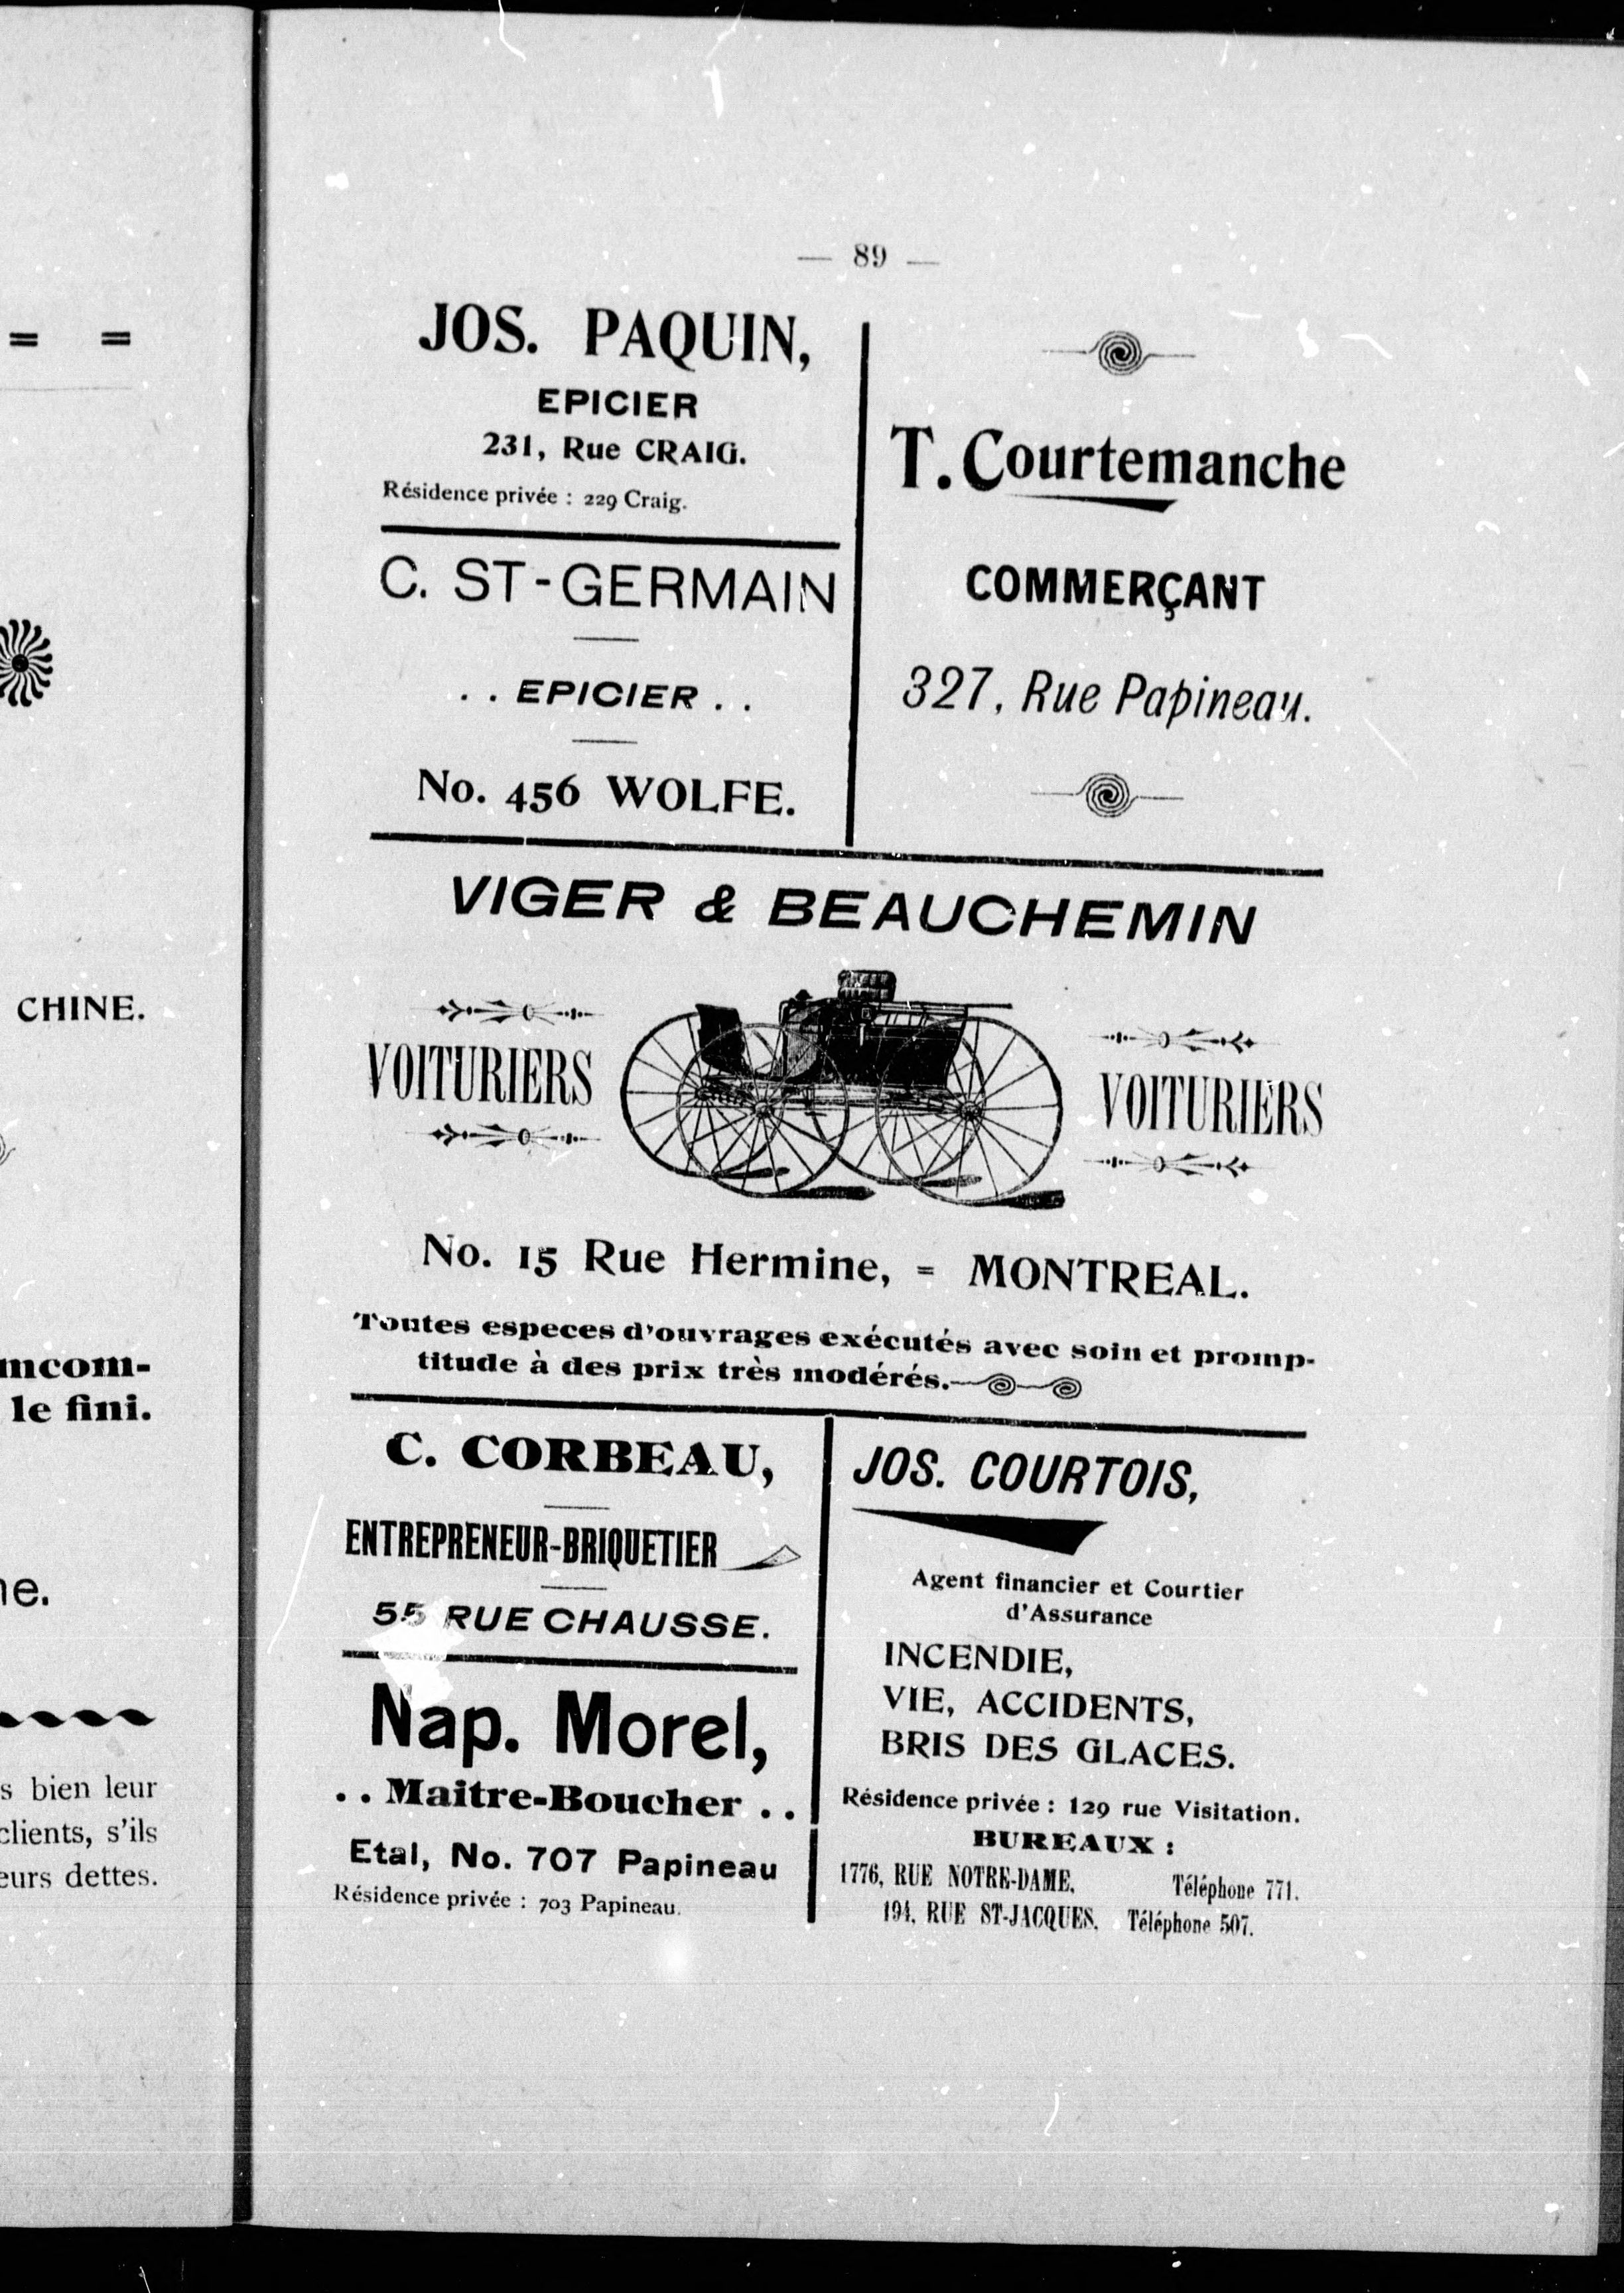 = =
CHINE.
le fini.
s bien leur
clients, s'ils
eurs dettes.
— 89 —
JOS. PAQUIN,
EPICIER
231, Rue CRAIG.
Résidence privée : 229 Craig.
C. ST-GERMAIN
. . EPICIER . .
No. 456 WOLFE.
T. Courtemanche
COMMERÇANT
327, Rue Papineau.
VIGER & BEAUCHEMIN
VOITURIERS
VOITURIERS
No. 15 Rue Hermine, = MONTREAL.
Toutes especes d'ouvrages exécutés avec soin et promp-
titude à des prix très modérés.
C. CORBEAU,
ENTREPRENEUR-BRIQUETIER
55 RUE CHAUSSE.
Nap. Morel,
. . Maitre-Boucher . .
Etal, No. 707 Papineau
Résidence privée : 703 Papineau.
JOS. COURTOIS,
Agent financier et Courtier
d'Assurance
INCENDIE,
VIE, ACCIDENTS,
BRIS DES GLACES.
Résidence privée : 129 rue Visitation.
BUREAUX :
1776, RUE NOTRE-DAME, Téléphone 771.
194, RUE ST-JACQUES, Téléphone 507.